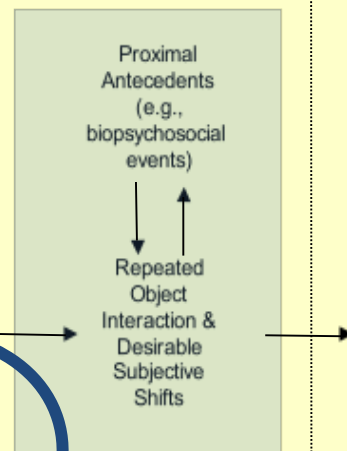 Proximal
Antecedents
(e.g.,
biopsychosocial
events)
Repeated
Object
Interaction &
Desirable
Subjective
Shifts